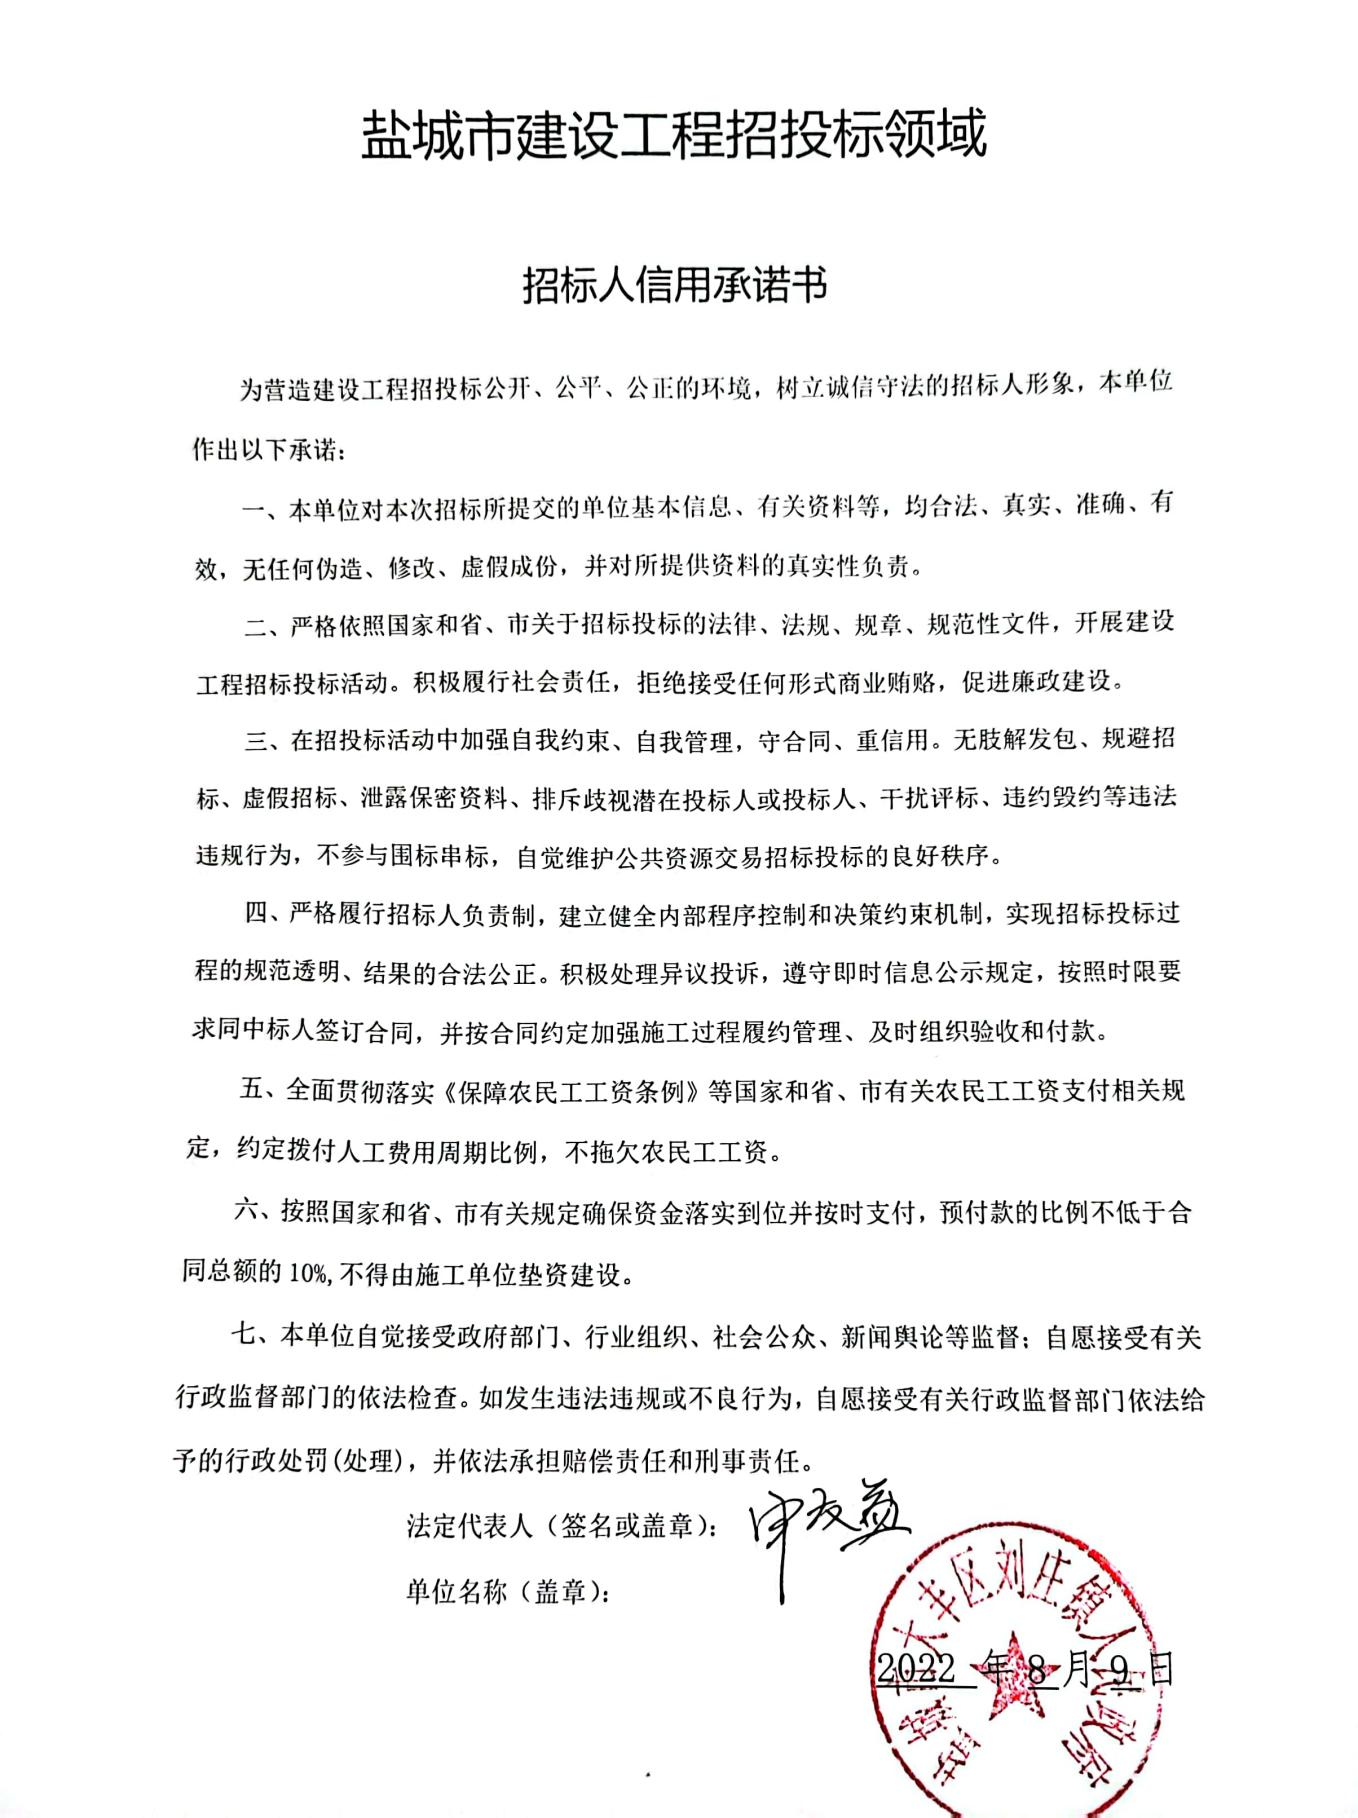 盐城市建设工程招投标领域
招标人信用承诺书
为营造建设工程招投标公开、公平、公正的环境，树立诚信守法的招标人形象，本单位
作出以下承诺：
一、本单位对本次招标所提交的单位基本信息、有关资料等，均合法、真实、准确、有
效，无任何伪造、修改、虚假成份，并对所提供资料的真实性负责。
二、严格依照国家和省、市关于招标投标的法律、法规、规章、规范性文件，开展建设
工程招标投标活动。积极履行社会责任，拒绝接受任何形式商业贿赂，促进廉政建设。
三、在招投标活动中加强自我约束、自我管理，守合同、重信用。无肢解发包、规避招
标、虚假招标、泄露保密资料、排斥歧视潜在投标人或投标人、干扰评标、违约毁约等违法
违规行为，不参与围标串标，自觉维护公共资源交易招标投标的良好秩序。
四、严格履行招标人负责制，建立健全内部程序控制和决策约束机制，实现招标投标过
程的规范透明、结果的合法公正。积极处理异议投诉，遵守即时信息公示规定，按照时限要
求同中标人签订合同，并按合同约定加强施工过程履约管理、及时组织验收和付款。
五、全面贯彻落实《保障农民工工资条例》等国家和省、市有关农民工工资支付相关规
定，约定拨付人工费用周期比例，不拖欠农民工工资。
六、按照国家和省、市有关规定确保资金落实到位并按时支付，预付款的比例不低于合
同总额的10%,不得由施工单位垫资建设。
七、本单位自觉接受政府部门、行业组织、社会公众、新闻舆论等监督；自愿接受有关
行政监督部门的依法检查。如发生违法违规或不良行为，自愿接受有关行政监督部门依法给
予的行政处罚(处理)，并依法承担赔偿责任和刑事责任。
法定代表人（签名或盖章）：
单位名称（盖章）：
盐城市大丰区刘庄镇人民政府
2022 年 8 月 9 日